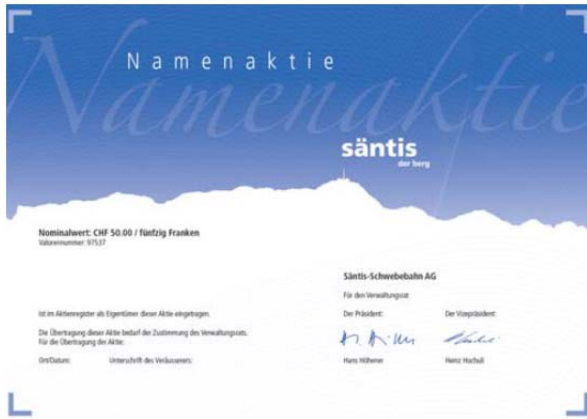 Namenaktie
Namenaktie
säntis
der berg
Nominalwert: CHF 50.00 / fünfzig Franken
Valorennummer: 97537
Säntis-Schwebebahn AG
Für den Verwaltungsrat
Ist im Aktienregister als Eigentümer dieser Aktie eingetragen.
Der Präsident:
Der Vizepräsident:
Die Übertragung dieser Aktie bedarf der Zustimmung des Verwaltungsrats.
Für die Übertragung der Aktie:
Ort/Datum:
Unterschrift des Veräusserers:
Hans Höhener
Heinz Hochuli